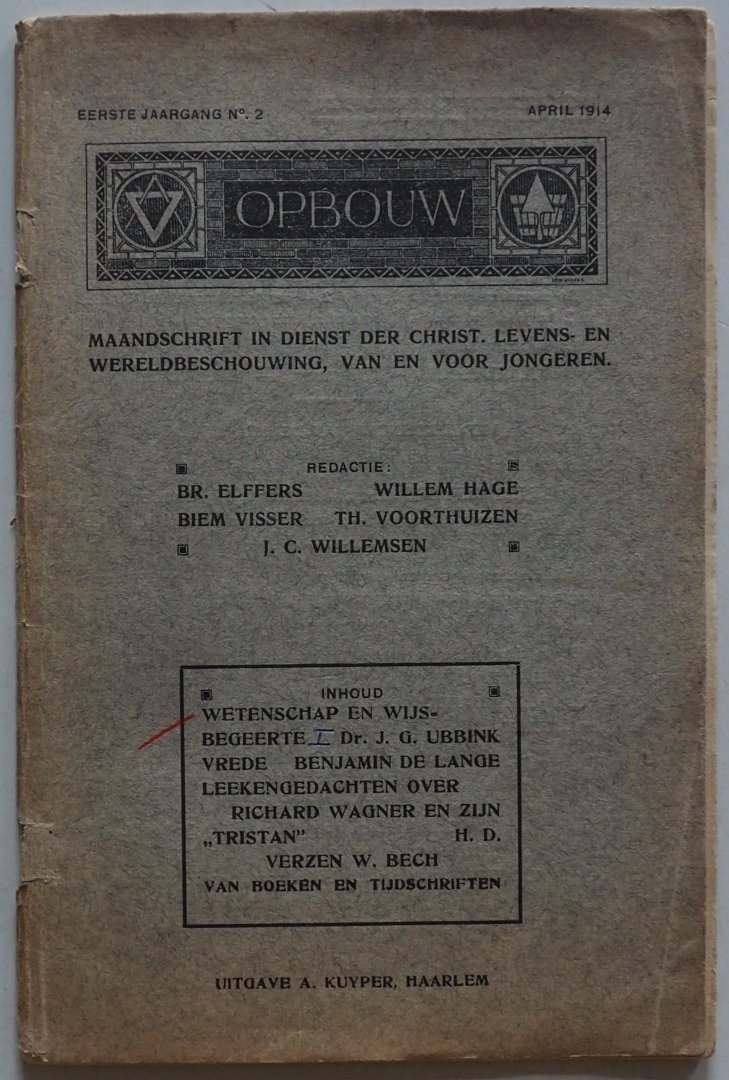 EERSTE JAARGANG Nº. 2 APRIL 1914
OPBOUW
MAANDSCHRIFT IN DIENST DER CHRIST. LEVENS- EN
WERELDBESCHOUWING, VAN EN VOOR JONGEREN.
REDACTIE:
BR. ELFFERS WILLEM HAGE
BIEM VISSER TH. VOORTHUIZEN
J. C. WILLEMSEN
INHOUD
WETENSCHAP EN WIJS-
BEGEERTE I Dr. J. G. UBBINK
VREDE BENJAMIN DE LANGE
LEEKENGEDACHTEN OVER
RICHARD WAGNER EN ZIJN
„TRISTAN” H. D.
VERZEN W. BECH
VAN BOEKEN EN TIJDSCHRIFTEN
UITGAVE A. KUYPER, HAARLEM